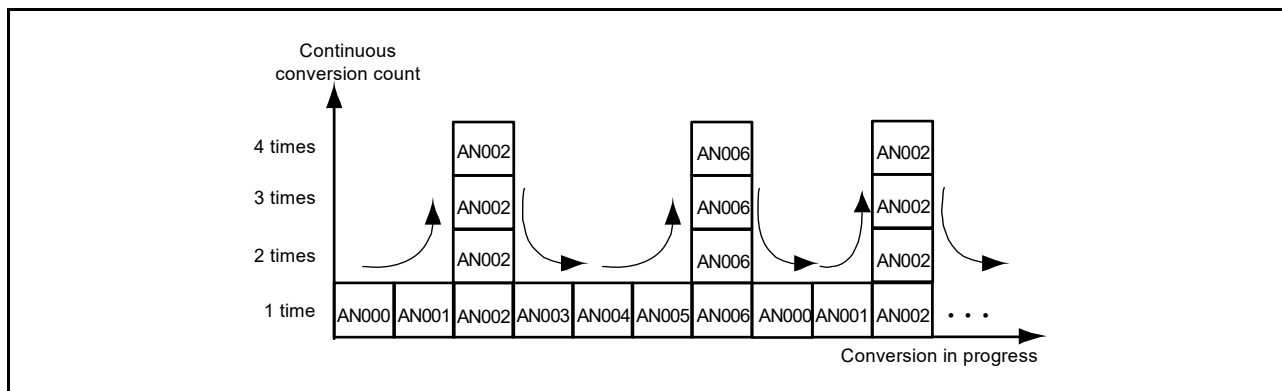 Continuous
conversion count
4 times
AN002
AN006
AN002
3 times
AN002
AN006
AN002
2 times
AN002
AN006
AN002
1 time
AN000
AN001
AN002
AN003
AN004
AN005
AN006
AN000
AN001
AN002
· · ·
Conversion in progress